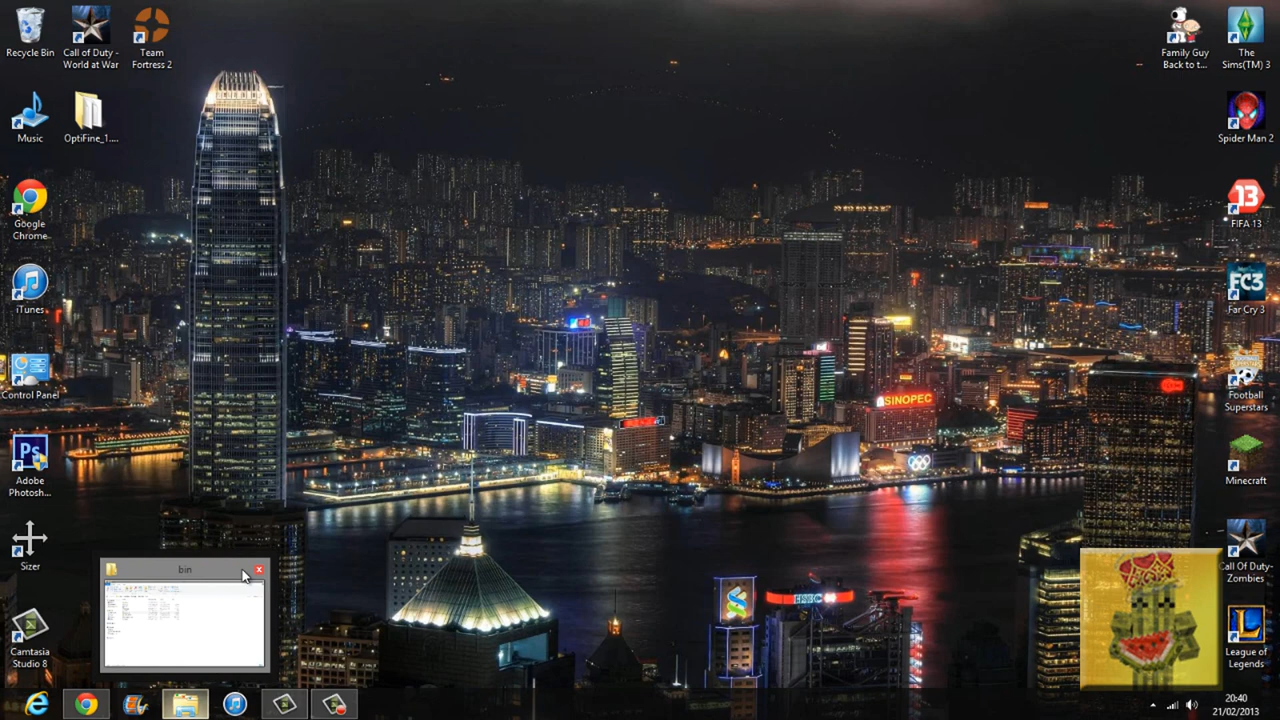 Recycle Bin
Call of Duty -
World at War
Team
Fortress 2
Family Guy
Back to t...
The
Sims(TM) 3
Music
OptiFine_1....
Spider Man 2
Google
Chrome
13
FIFA 13
iTunes
FC3
Far Cry 3
Control Panel
SINOPEC
Football
Superstars
Ps
Adobe
Photosh...
Minecraft
Sizer
bin
Call Of Duty-
Zombies
Camtasia
Studio 8
League of
Legends
20:40
21/02/2013